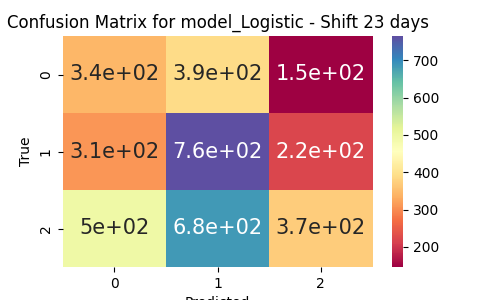 Confusion Matrix for model_Logistic - Shift 23 days
0 3.4e+02 3.9e+02 1.5e+02
1 3.1e+02 7.6e+02 2.2e+02
2 5e+02 6.8e+02 3.7e+02
True
0 1 2
Predicted
700
600
500
400
300
200